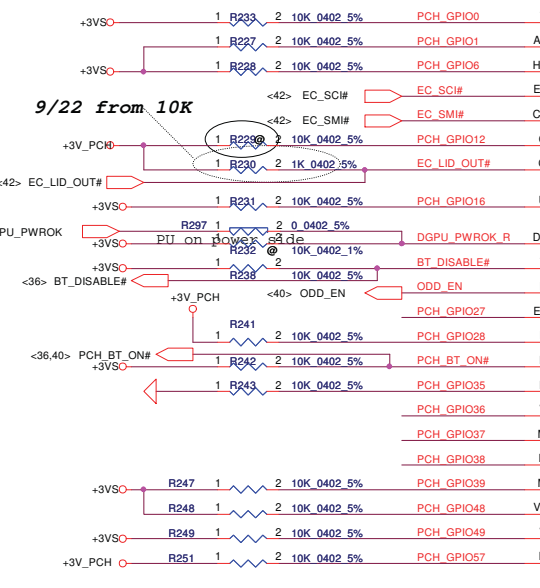 +3VS 1 R233 2 10K_0402_5% PCH_GPIO0
1 R227 2 10K_0402_5% PCH_GPIO1 A
+3VS 1 R228 2 10K_0402_5% PCH_GPIO6 H
<42> EC_SCI# EC_SCI# E
9/22 from 10K
<42> EC_SMI# EC_SMI# C
+3V_PCH 1 R229@ 2 10K_0402_5% PCH_GPIO12
1 R230 2 1K_0402_5% EC_LID_OUT#
<42> EC_LID_OUT#
+3VS 1 R231 2 10K_0402_5% PCH_GPIO16
PU_PWROK R297 1 2 0_0402_5%
PU on power side
+3VS 1 R232 @ 2 10K_0402_1% DGPU_PWROK_R D
+3VS 1 R238 2 10K_0402_5% BT_DISABLE#
<36> BT_DISABLE#
<40> ODD_EN ODD_EN
+3V_PCH
PCH_GPIO27 E
R241 1 2 10K_0402_5% PCH_GPIO28
<36,40> PCH_BT_ON#
+3VS 1 R242 2 10K_0402_5% PCH_BT_ON#
1 R243 2 10K_0402_5% PCH_GPIO35
PCH_GPIO36
PCH_GPIO37
PCH_GPIO38
+3VS R247 1 2 10K_0402_5% PCH_GPIO39
R248 1 2 10K_0402_5% PCH_GPIO48 V
+3VS R249 1 2 10K_0402_5% PCH_GPIO49
+3V_PCH R251 1 2 10K_0402_5% PCH_GPIO57